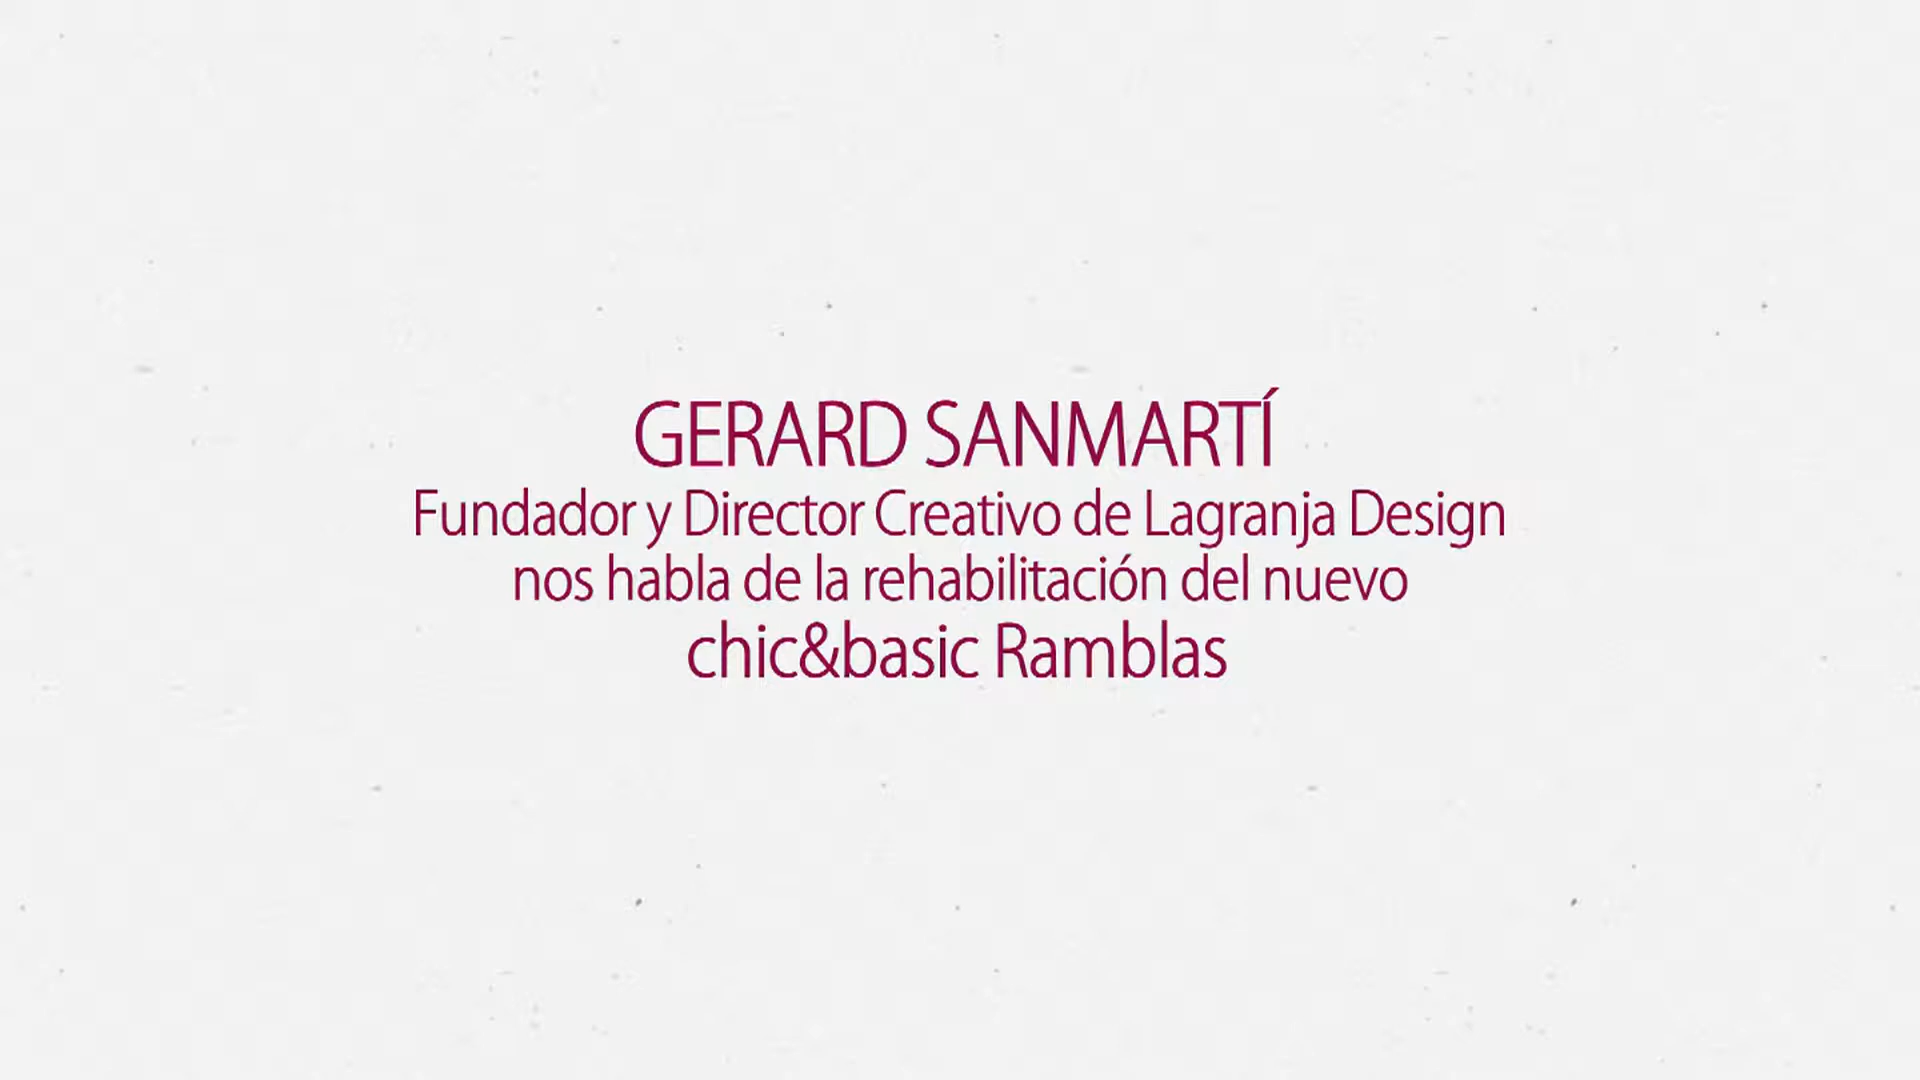 GERARD SANMARTÍ
Fundador y Director Creativo de Lagranja Design
nos habla de la rehabilitación del nuevo
chic&basic Ramblas